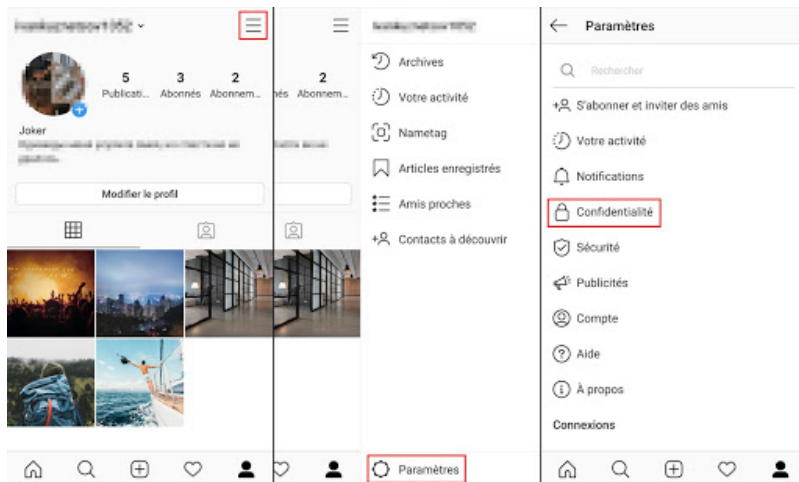 5 3 2
Publicati... Abonnés Abonnem...
Joker
Modifier le profil
2
nés Abonnem...
Archives
Votre activité
Nametag
Articles enregistrés
Amis proches
Contacts à découvrir
Paramètres
Paramètres
Rechercher
S'abonner et inviter des amis
Votre activité
Notifications
Confidentialité
Sécurité
Publicités
Compte
Aide
À propos
Connexions